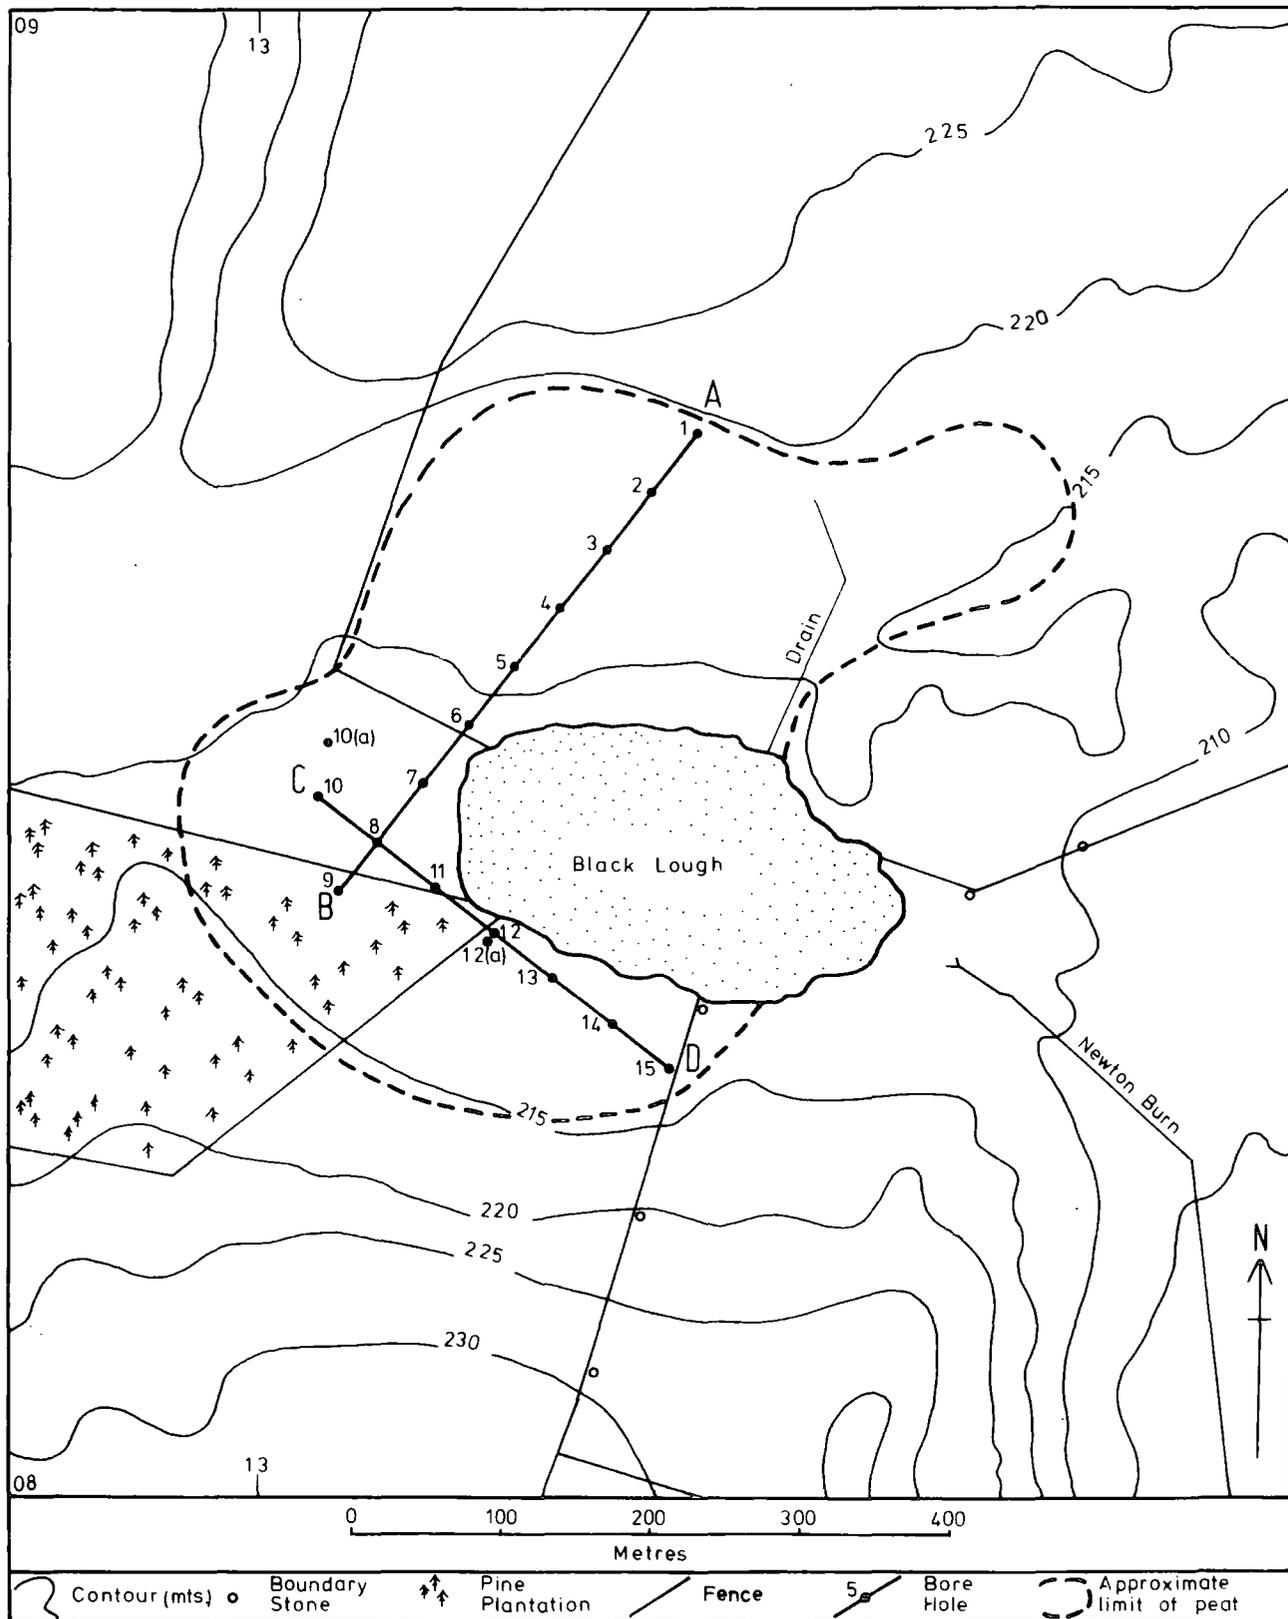 09
13
225
220
A
1
2
215
3
4
Drain
5
6
10(a)
210
7
C 10
8
Black Lough
11
9
B
12
12(a)
13
14
Newton Burn
15
D
215
220
N
225
230
13
08
0 100 200 300 400
Metres
Contour (mts.)
Boundary
Stone
Pine
Plantation
Fence
5
Bore
Hole
Approximate
limit of peat